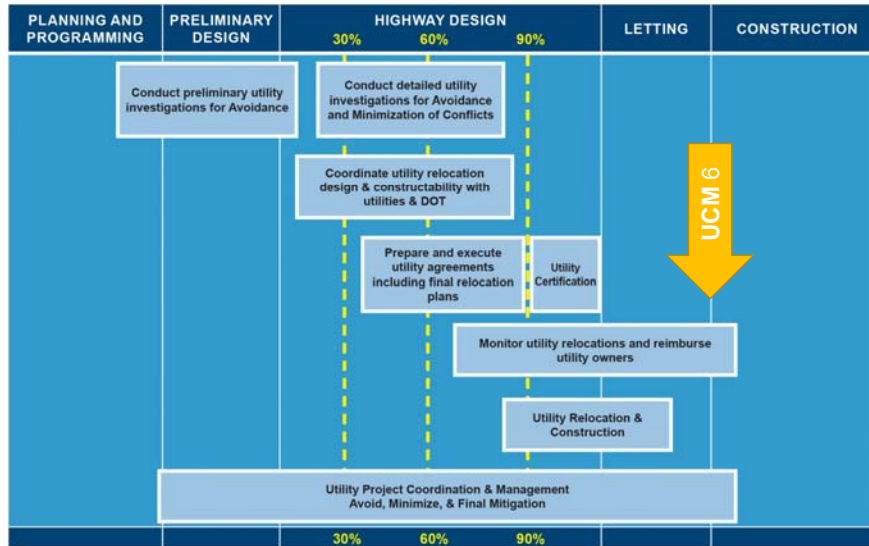 PLANNING AND
PROGRAMMING
PRELIMINARY
DESIGN
HIGHWAY DESIGN
30%
60%
90%
LETTING
CONSTRUCTION
Conduct preliminary utility
investigations for Avoidance
Conduct detailed utility
investigations for Avoidance
and Minimization of Conflicts
Coordinate utility relocation
design & constructability with
utilities & DOT
UCM 6
Prepare and execute
utility agreements
including final relocation
plans
Utility
Certification
Monitor utility relocations and reimburse
utility owners
Utility Relocation &
Construction
Utility Project Coordination & Management
Avoid, Minimize, & Final Mitigation
30%
60%
90%